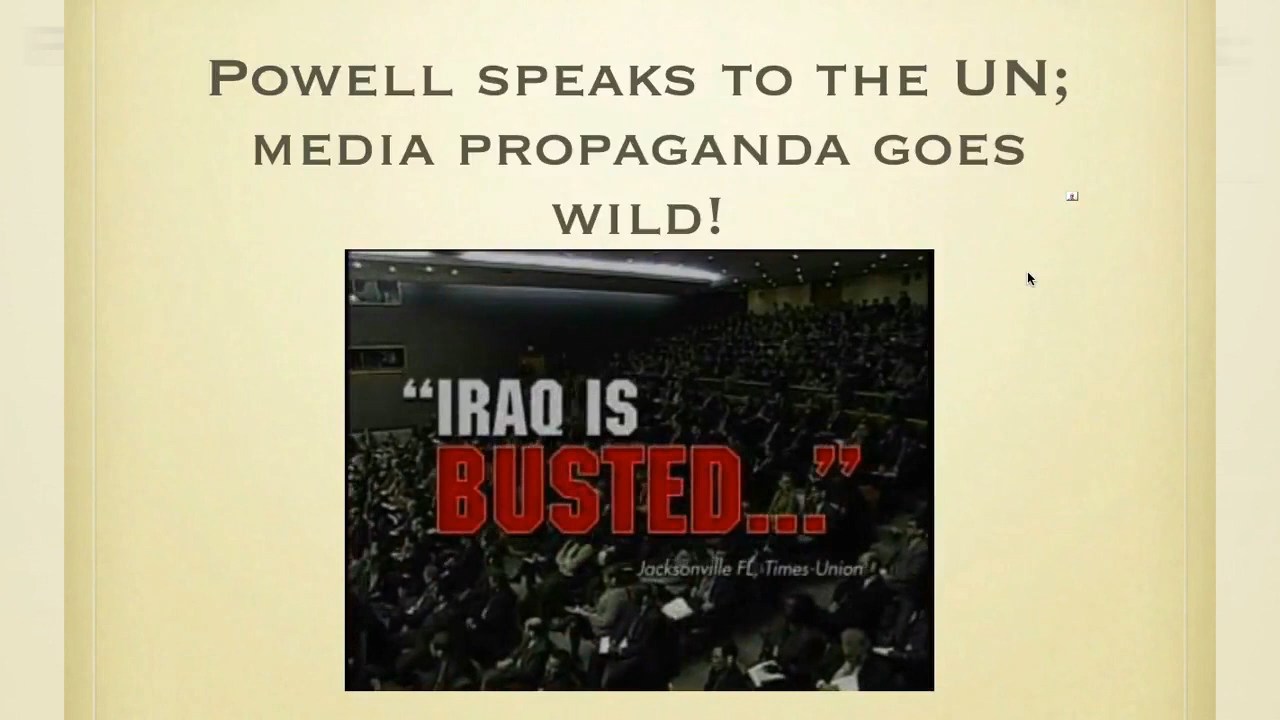 Powell speaks to the UN;
media propaganda goes
wild!
“IRAQ IS
BUSTED...”
– Jacksonville FL, Times-Union